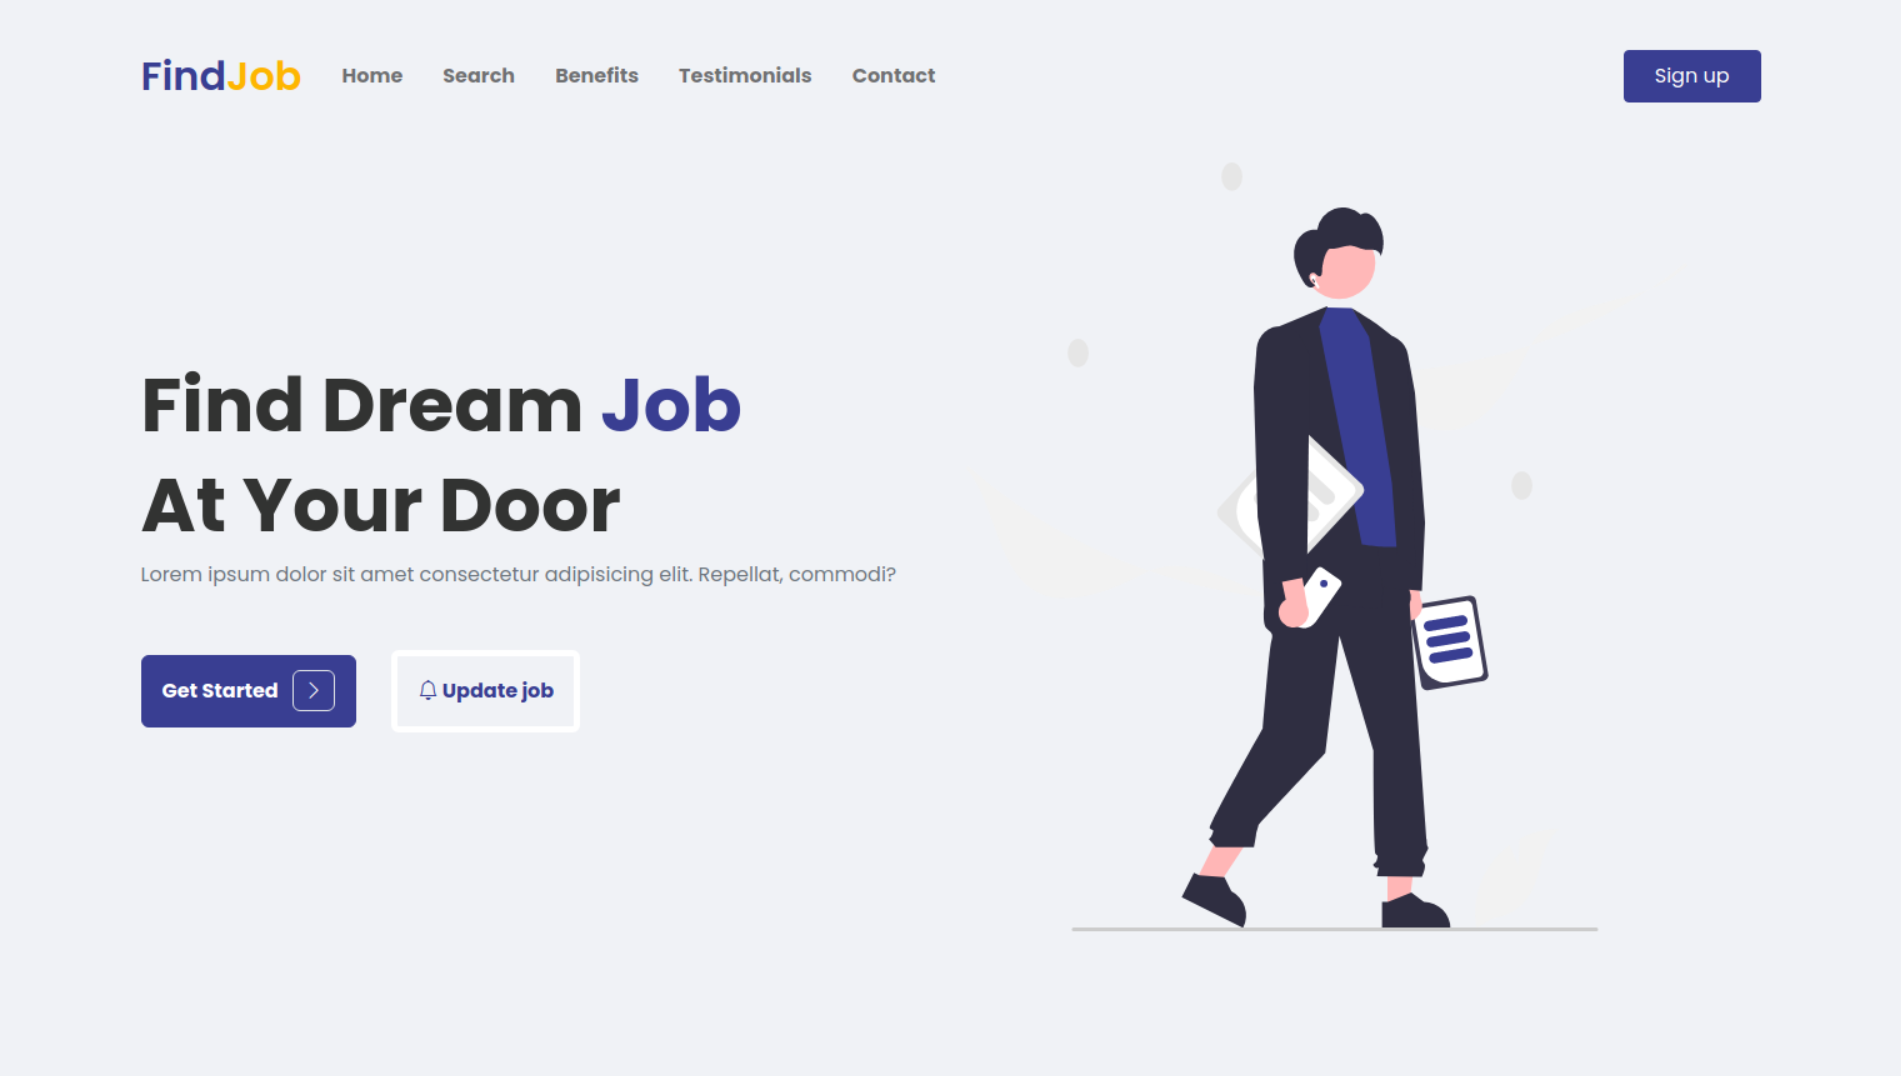 FindJob Home Search Benefits Testimonials Contact Sign up
Find Dream Job
At Your Door
Lorem ipsum dolor sit amet consectetur adipisicing elit. Repellat, commodi?
Get Started Update job